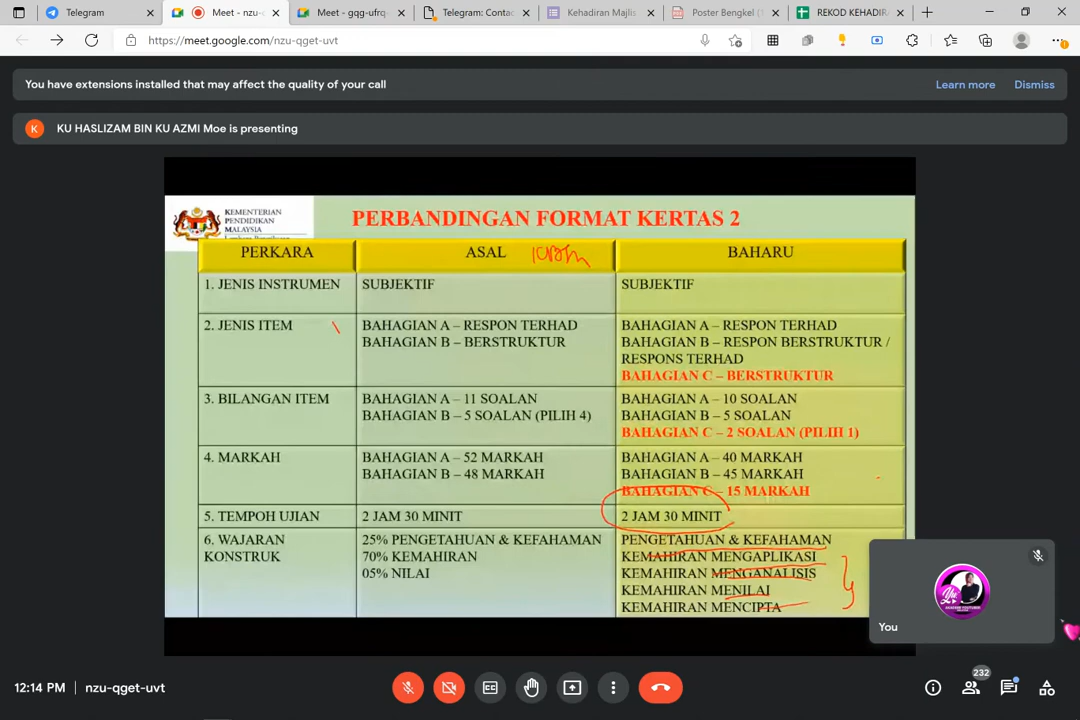 Telegram
Meet - nzu-
Meet - gqg-ufrq-
Telegram: Conta
Kehadiran Majlis
Poster Bengkel (1
REKOD KEHADIRA
https://meet.google.com/nzu-qget-uvt
You have extensions installed that may affect the quality of your call
Learn more
Dismiss
K
KU HASLIZAM BIN KU AZMI Moe is presenting
KEMENTERIAN
PENDIDIKAN
MALAYSIA
PERBANDINGAN FORMAT KERTAS 2
PERKARA
ASAL
BAHARU
1. JENIS INSTRUMEN
SUBJEKTIF
SUBJEKTIF
2. JENIS ITEM
BAHAGIAN A – RESPON TERHAD
BAHAGIAN B – BERSTRUKTUR
BAHAGIAN A – RESPON TERHAD
BAHAGIAN B – RESPON BERSTRUKTUR /
RESPONS TERHAD
BAHAGIAN C – BERSTRUKTUR
3. BILANGAN ITEM
BAHAGIAN A – 11 SOALAN
BAHAGIAN B – 5 SOALAN (PILIH 4)
BAHAGIAN A – 10 SOALAN
BAHAGIAN B – 5 SOALAN
BAHAGIAN C – 2 SOALAN (PILIH 1)
4. MARKAH
BAHAGIAN A – 52 MARKAH
BAHAGIAN B – 48 MARKAH
BAHAGIAN A – 40 MARKAH
BAHAGIAN B – 45 MARKAH
BAHAGIAN C – 15 MARKAH
5. TEMPOH UJIAN
2 JAM 30 MINIT
2 JAM 30 MINIT
6. WAJARAN
KONSTRUK
25% PENGETAHUAN & KEFAHAMAN
70% KEMAHIRAN
05% NILAI
PENGETAHUAN & KEFAHAMAN
KEMAHIRAN MENGAPLIKASI
KEMAHIRAN MENGANALISIS
KEMAHIRAN MENILAI
KEMAHIRAN MENCIPTA
You
12:14 PM
nzu-qget-uvt
232